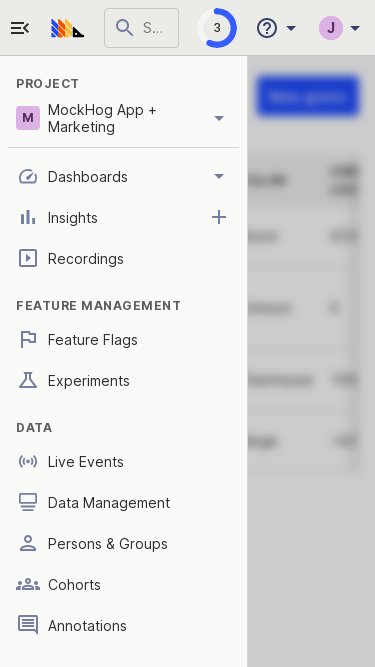 S...
3
J
PROJECT
M
MockHog App +
Marketing
Dashboards
Insights
Recordings
FEATURE MANAGEMENT
Feature Flags
Experiments
DATA
Live Events
Data Management
Persons & Groups
Cohorts
Annotations